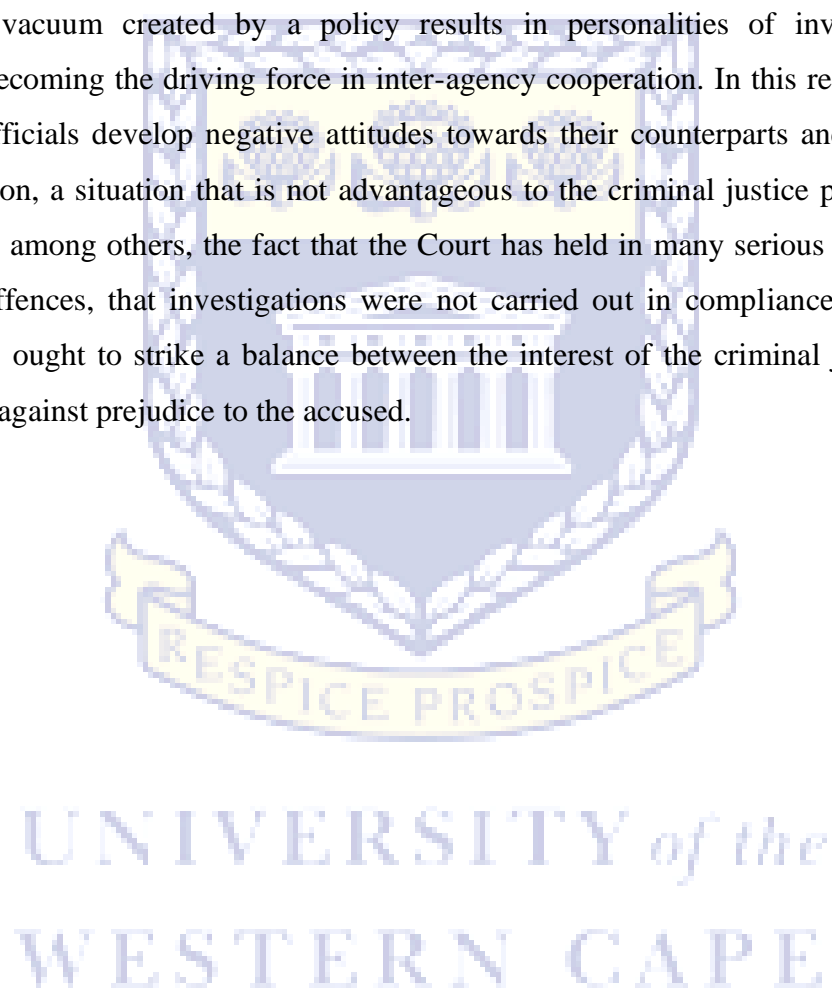 vacuum created by a policy results in personalities of inv
ecoming the driving force in inter-agency cooperation. In this re
fficials develop negative attitudes towards their counterparts an
on, a situation that is not advantageous to the criminal justice p
among others, the fact that the Court has held in many serious
ffences, that investigations were not carried out in compliance
ought to strike a balance between the interest of the criminal j
against prejudice to the accused.
RESPICE PROSPICE
UNIVERSITY of the
WESTERN CAPE